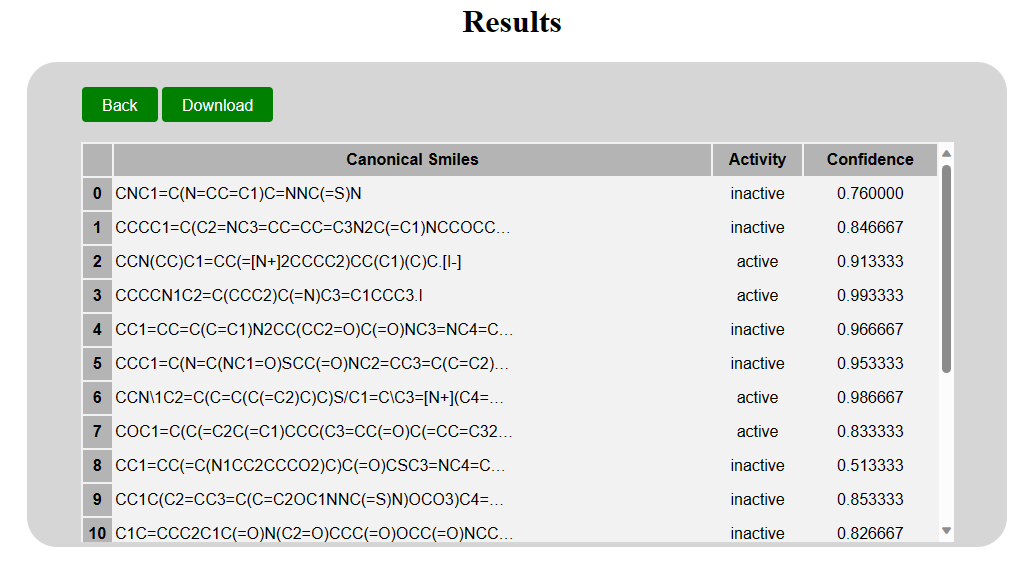 Results
Back Download
Canonical Smiles Activity Confidence
0 CNC1=C(N=CC=C1)C=NNC(=S)N inactive 0.760000
1 CCCC1=C(C2=NC3=CC=CC=C3N2C(=C1)NCCOCC... inactive 0.846667
2 CCN(CC)C1=CC(=[N+]2CCCC2)CC(C1)(C)C.[I-] active 0.913333
3 CCCCN1C2=C(CCC2)C(=N)C3=C1CCC3.I active 0.993333
4 CC1=CC=C(C=C1)N2CC(CC2=O)C(=O)NC3=NC4=C... inactive 0.966667
5 CCC1=C(N=C(NC1=O)SCC(=O)NC2=CC3=C(C=C2)... inactive 0.953333
6 CCN\1C2=C(C=C(C(=C2)C)C)S/C1=C\C3=[N+](C4=... active 0.986667
7 COC1=C(C(=C2C(=C1)CCC(C3=CC(=O)C(=CC=C32... active 0.833333
8 CC1=CC(=C(N1CC2CCCO2)C)C(=O)CSC3=NC4=C... inactive 0.513333
9 CC1C(C2=CC3=C(C=C2OC1NNC(=S)N)OCO3)C4=... inactive 0.853333
10 C1C=CCC2C1C(=O)N(C2=O)CCC(=O)OCC(=O)NCC... inactive 0.826667